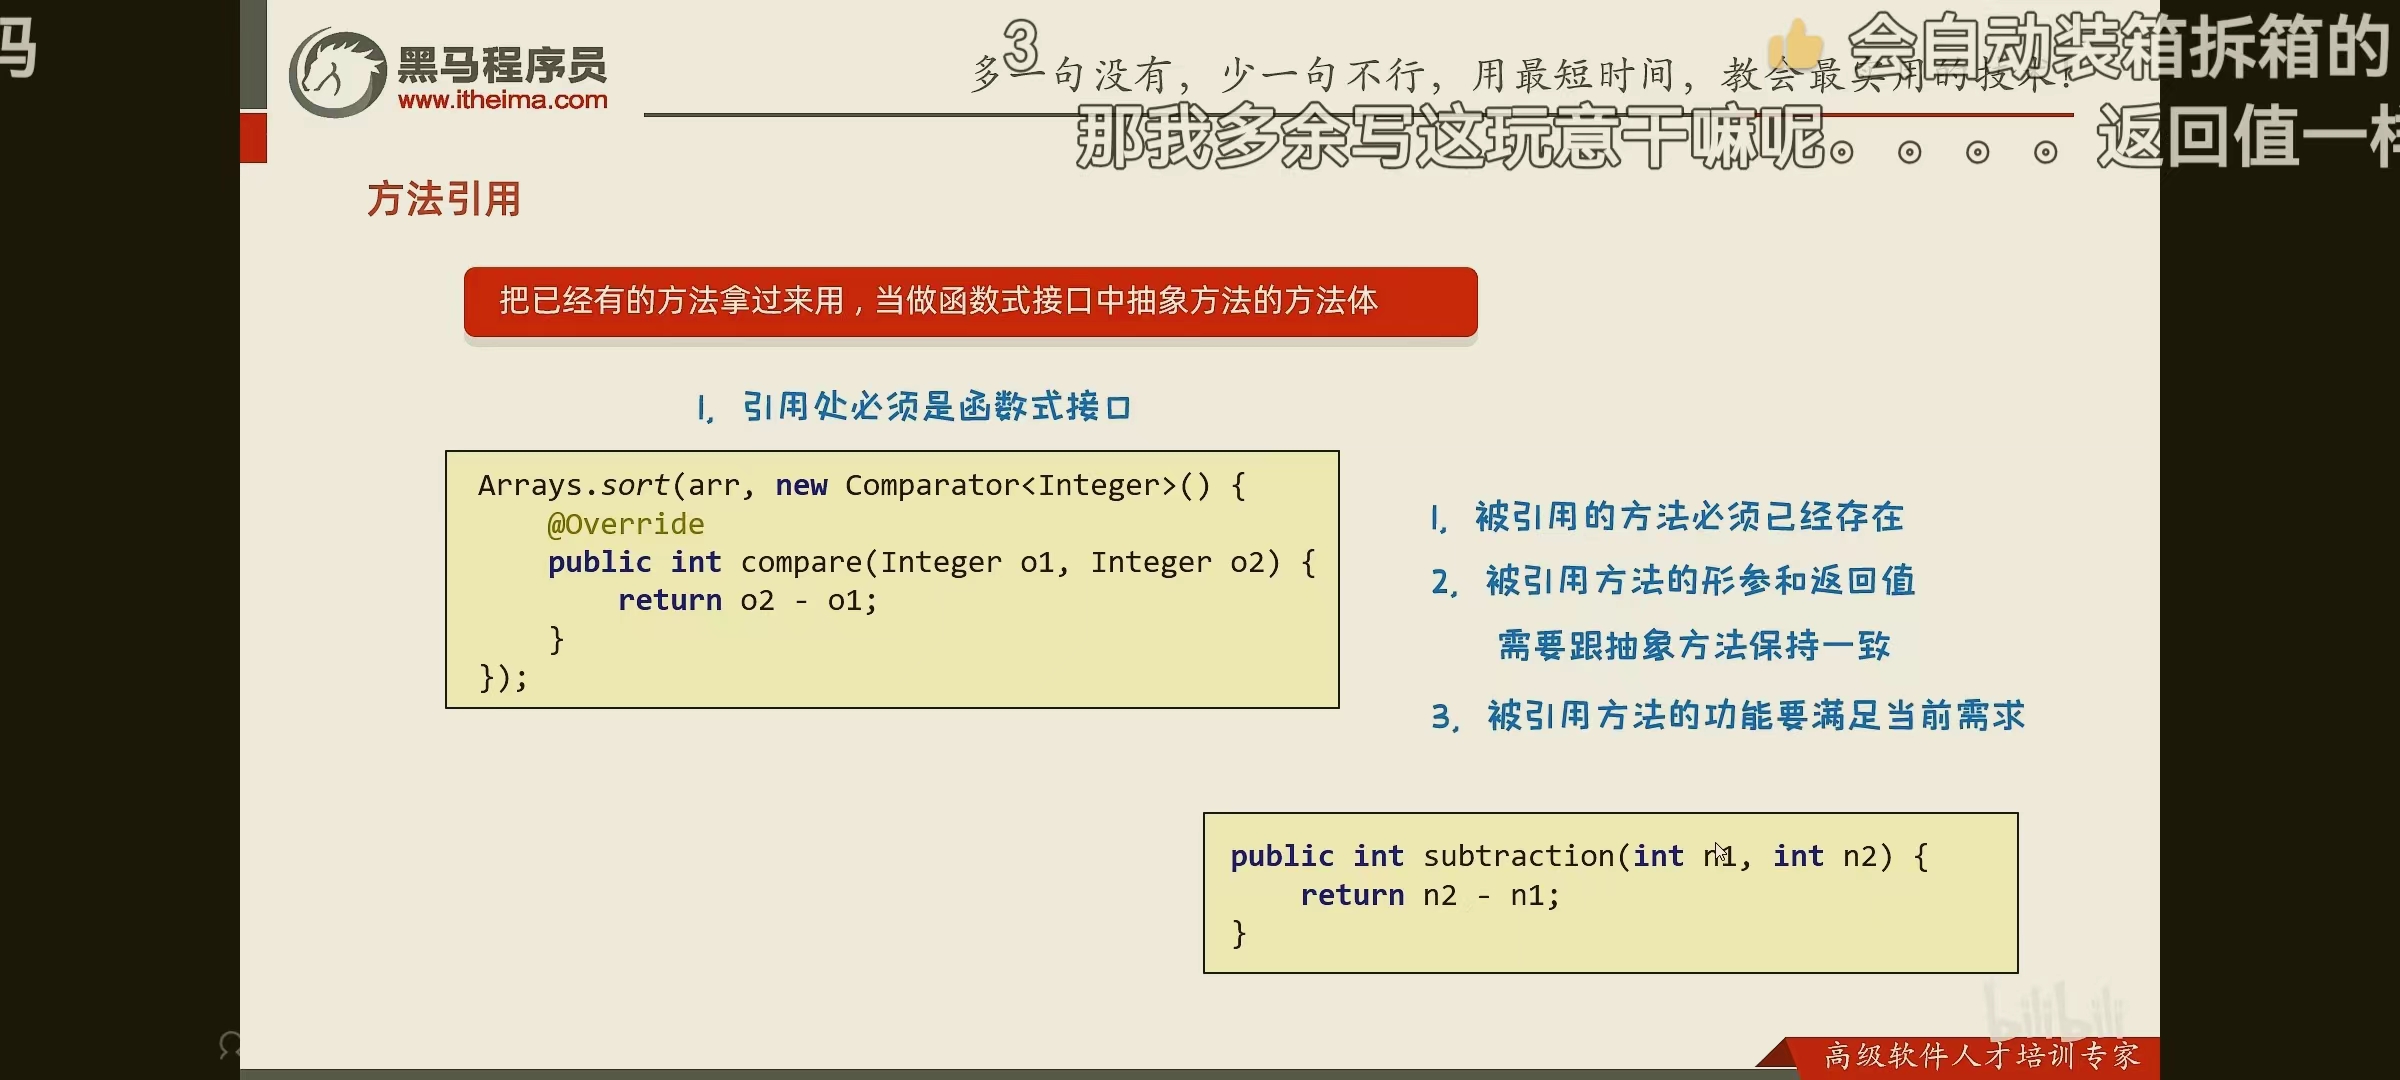 吗
3
会自动装箱拆箱的
黑马程序员
www.itheima.com
多一句没有，少一句不行，用最短时间，教会最实用的技术！
那我多余写这玩意干嘛呢。。。。
返回值一样
方法引用
把已经有的方法拿过来用，当做函数式接口中抽象方法的方法体
1，引用处必须是函数式接口
Arrays.sort(arr, new Comparator<Integer>() {
@Override
public int compare(Integer o1, Integer o2) {
return o2 - o1;
}
});
1，被引用的方法必须已经存在
2，被引用方法的形参和返回值
需要跟抽象方法保持一致
3，被引用方法的功能要满足当前需求
public int subtraction(int n1, int n2) {
return n2 - n1;
}
bilibili
高级软件人才培训专家